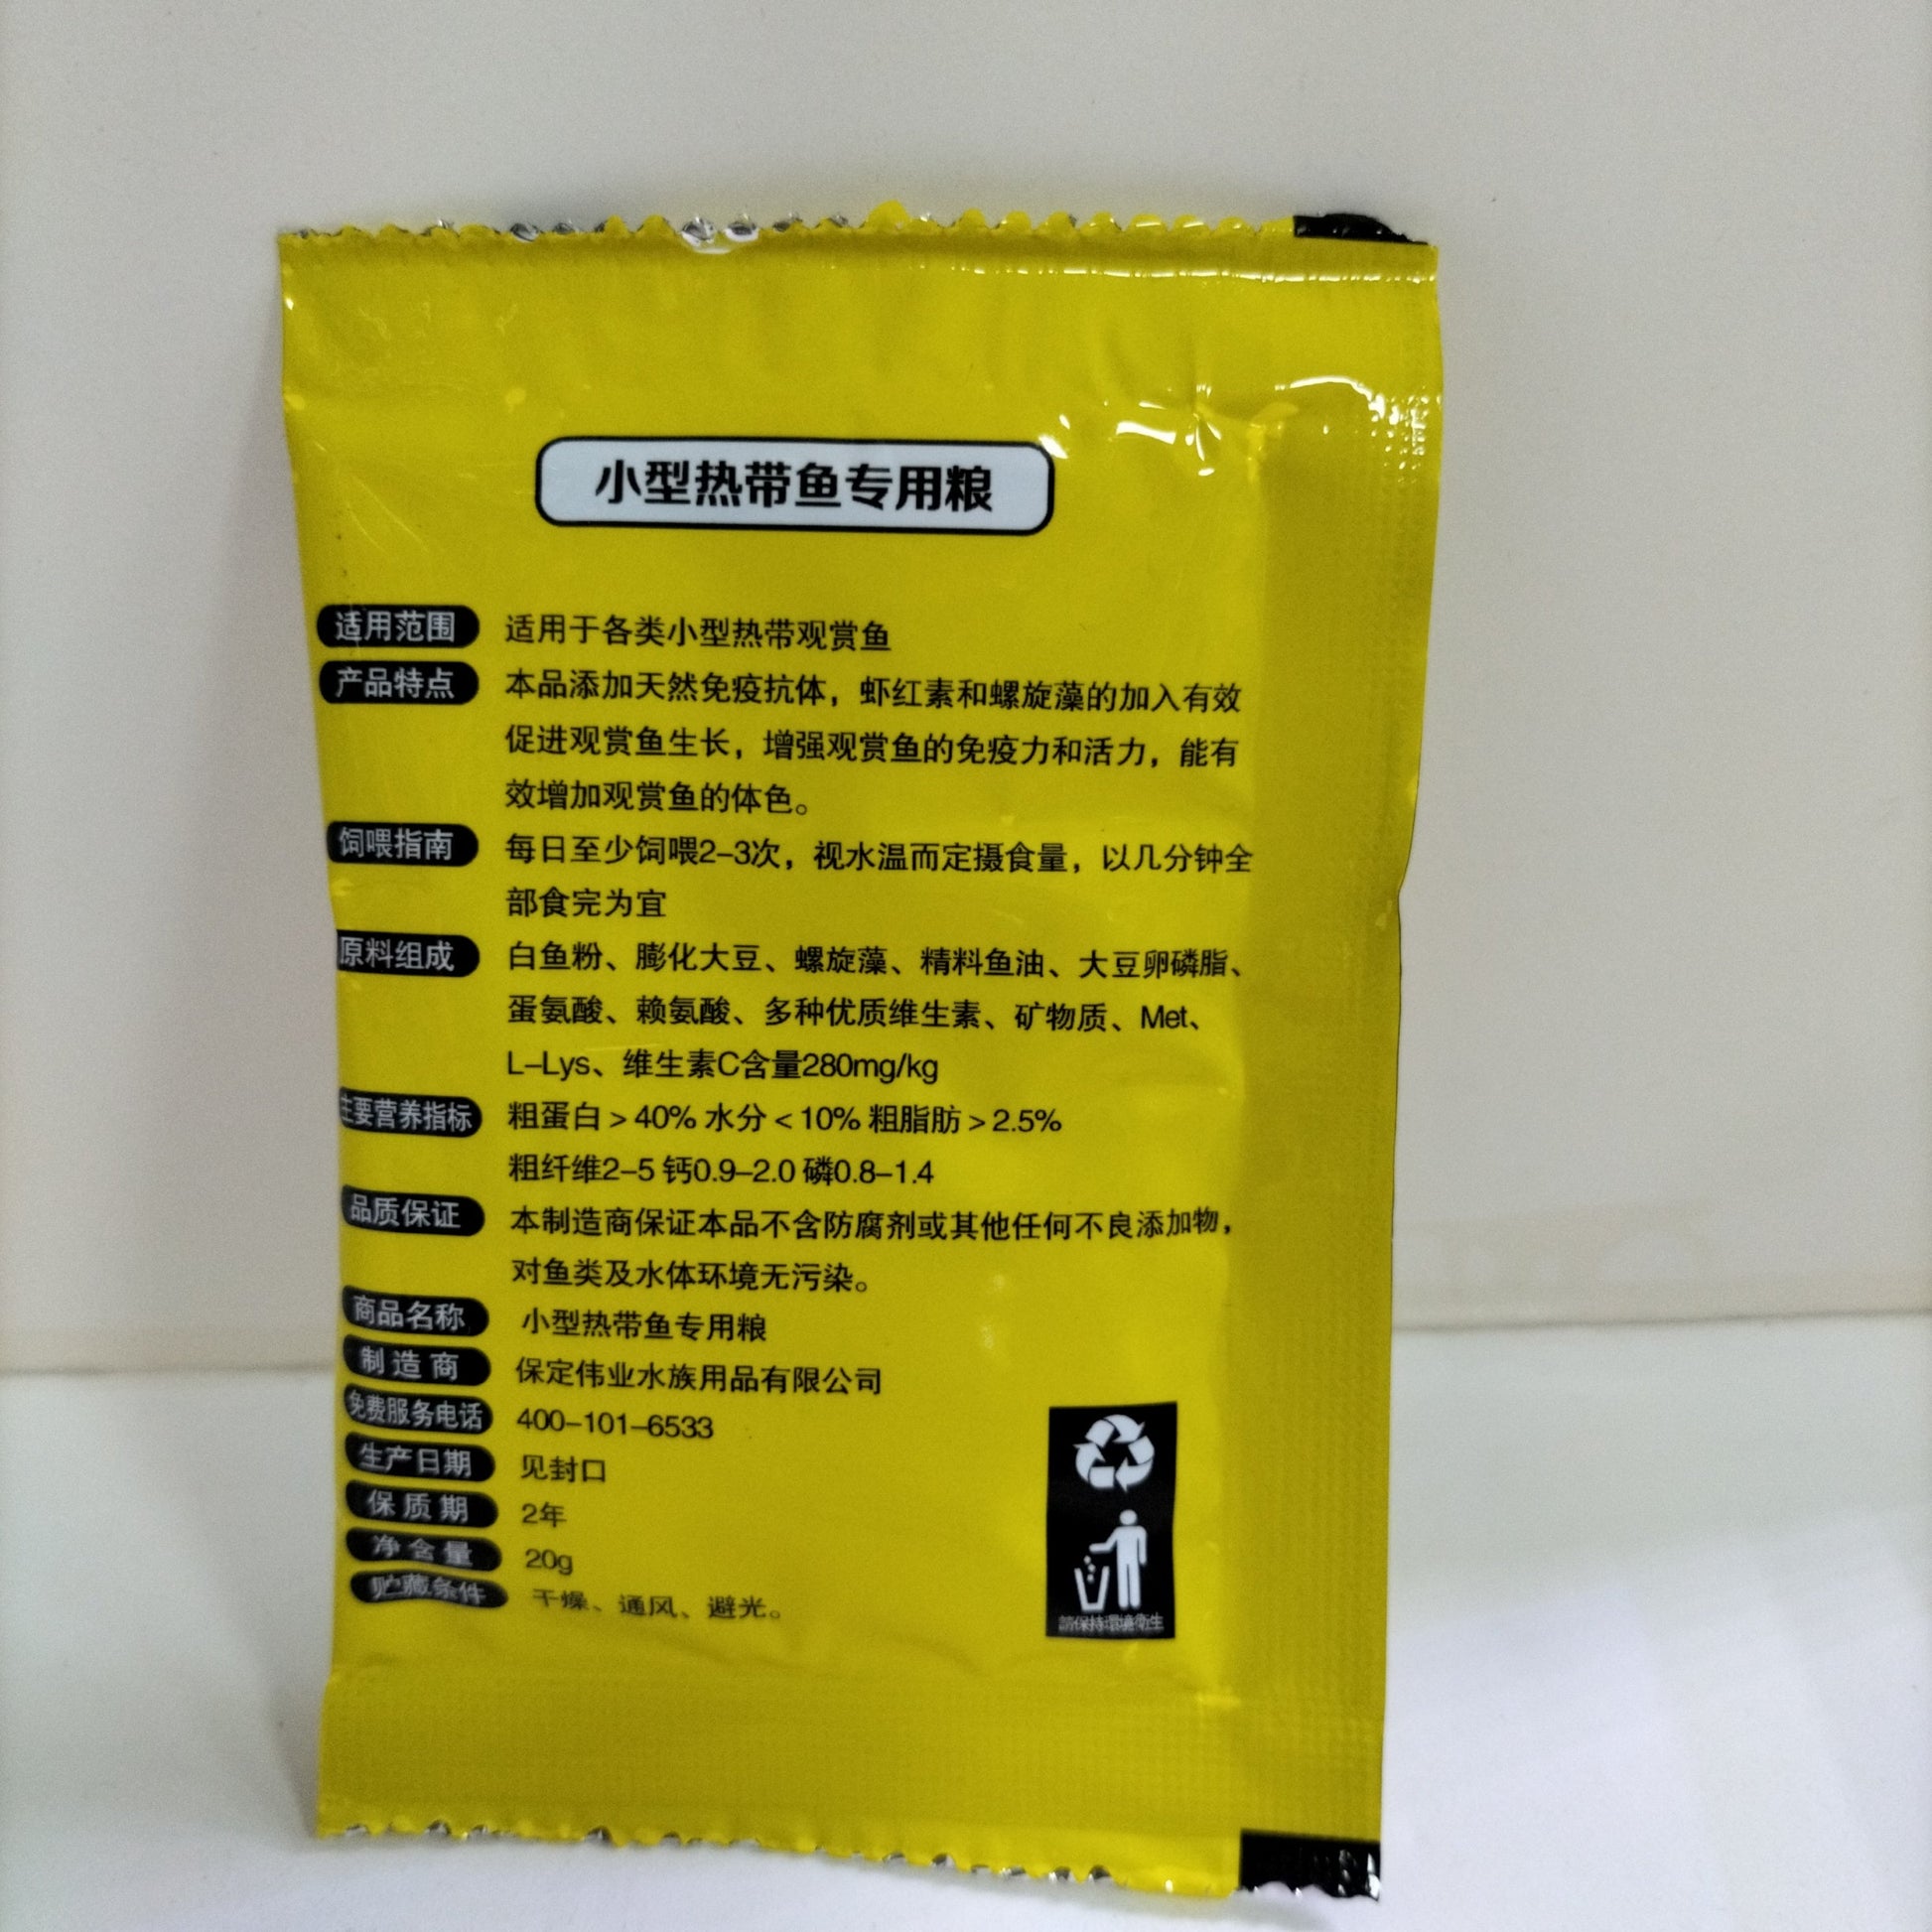 小型热带鱼专用粮
适用范围 适用于各类小型热带观赏鱼
产品特点 本品添加天然免疫抗体，虾红素和螺旋藻的加入有效
促进观赏鱼生长，增强观赏鱼的免疫力和活力，能有
效增加观赏鱼的体色。
饲喂指南 每日至少饲喂2-3次，视水温而定摄食量，以几分钟全
部食完为宜
原料组成 白鱼粉、膨化大豆、螺旋藻、精料鱼油、大豆卵磷脂、
蛋氨酸、赖氨酸、多种优质维生素、矿物质、Met、
L-Lys、维生素C含量280mg/kg
主要营养指标 粗蛋白＞40% 水分＜10% 粗脂肪＞2.5%
粗纤维2-5 钙0.9-2.0 磷0.8-1.4
品质保证 本制造商保证本品不含防腐剂或其他任何不良添加物，
对鱼类及水体环境无污染。
商品名称 小型热带鱼专用粮
制造商 保定伟业水族用品有限公司
免费服务电话 400-101-6533
生产日期 见封口
保质期 2年
净含量 20g
贮藏条件 干燥、通风、避光。
請保持環境衛生